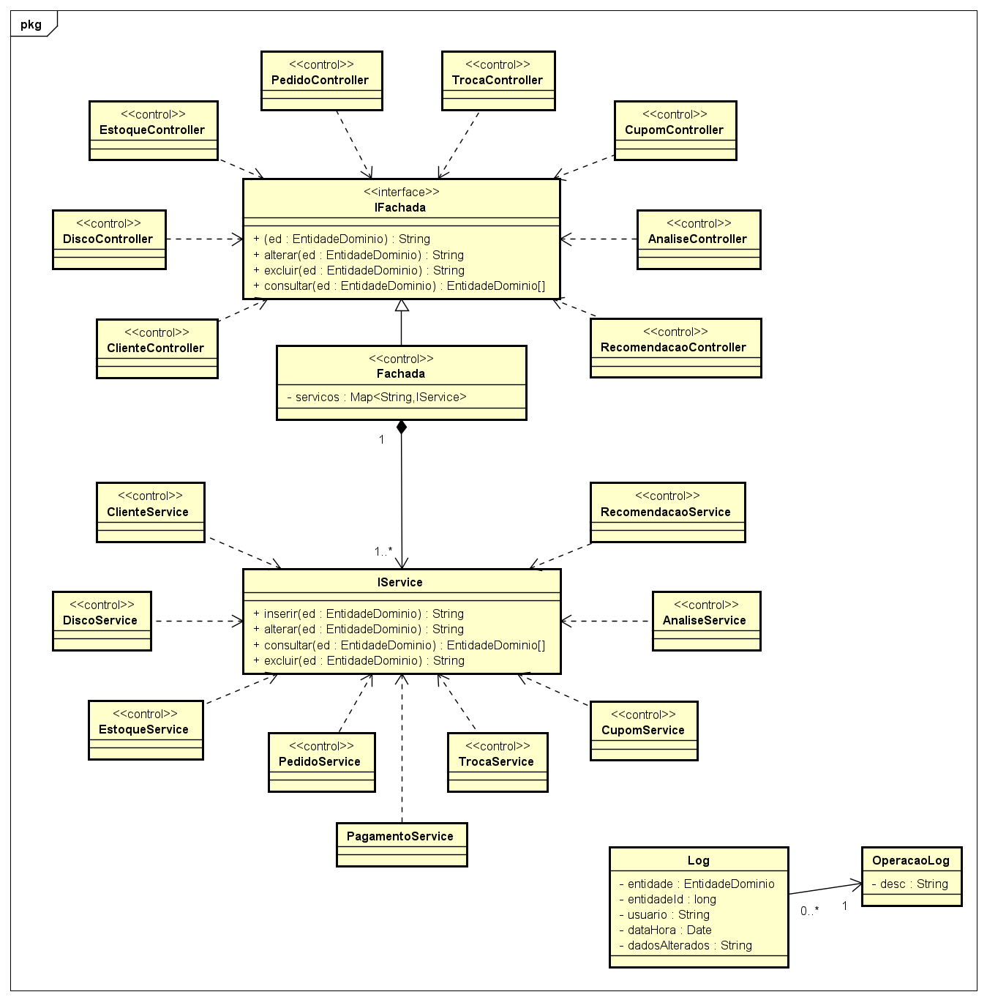 pkg
<<control>>
PedidoController
<<control>>
TrocaController
<<control>>
EstoqueController
<<control>>
CupomController
<<interface>>
IFachada
+ (ed : EntidadeDominio) : String
+ alterar(ed : EntidadeDominio) : String
+ excluir(ed : EntidadeDominio) : String
+ consultar(ed : EntidadeDominio) : EntidadeDominio[]
<<control>>
DiscoController
<<control>>
AnaliseController
<<control>>
ClienteController
<<control>>
RecomendacaoController
<<control>>
Fachada
- servicos : Map<String,IService>
1
1..*
<<control>>
ClienteService
<<control>>
RecomendacaoService
IService
+ inserir(ed : EntidadeDominio) : String
+ alterar(ed : EntidadeDominio) : String
+ consultar(ed : EntidadeDominio) : EntidadeDominio[]
+ excluir(ed : EntidadeDominio) : String
<<control>>
DiscoService
<<control>>
AnaliseService
<<control>>
EstoqueService
<<control>>
CupomService
<<control>>
PedidoService
<<control>>
TrocaService
PagamentoService
Log
- entidade : EntidadeDominio
- entidadeId : long
- usuario : String
- dataHora : Date
- dadosAlterados : String
0..*
1
OperacaoLog
- desc : String